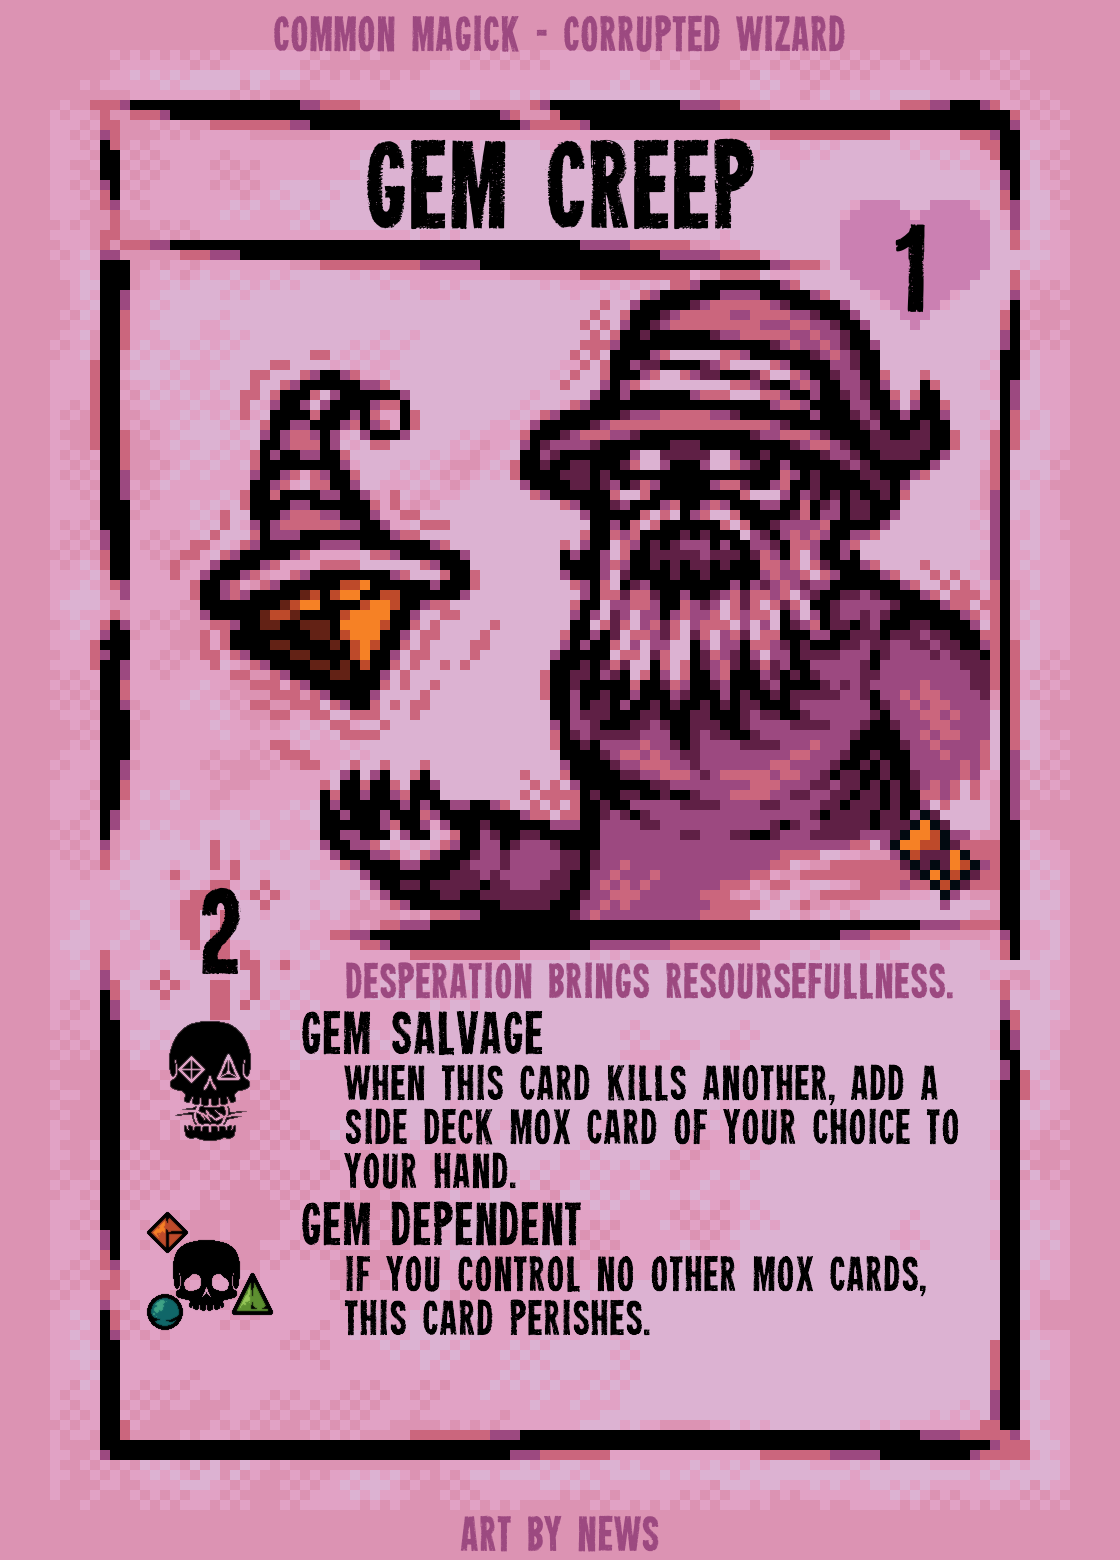 COMMON MAGICK - CORRUPTED WIZARD
GEM CREEP
1
2
DESPERATION BRINGS RESOURSEFULLNESS.
GEM SALVAGE
WHEN THIS CARD KILLS ANOTHER, ADD A
SIDE DECK MOX CARD OF YOUR CHOICE TO
YOUR HAND.
GEM DEPENDENT
IF YOU CONTROL NO OTHER MOX CARDS,
THIS CARD PERISHES.
ART BY NEWS